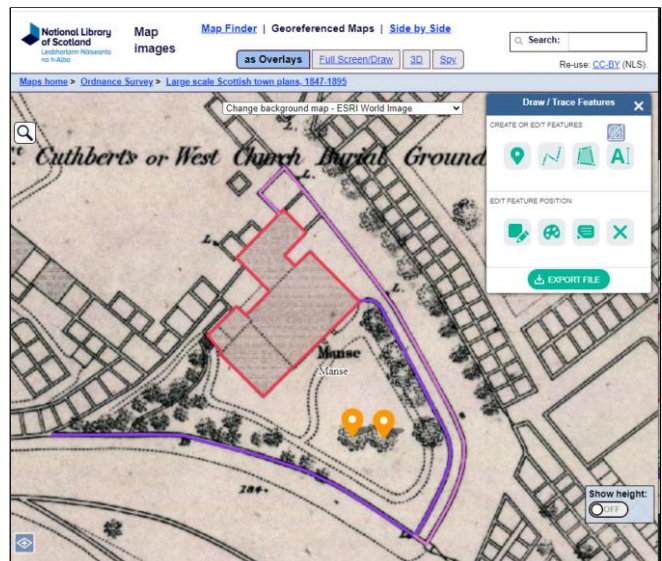 National Library
of Scotland
Leabharlann Nàiseanta
na h-Alba
Map
images
Map Finder | Georeferenced Maps | Side by Side
as Overlays Full Screen/Draw 3D Spy
Search:
Re-use: CC-BY (NLS).
Maps home > Ordnance Survey > Large scale Scottish town plans, 1847-1895
Change background map - ESRI World Image
Draw / Trace Features X
CREATE OR EDIT FEATURES
A
EDIT FEATURE POSITION
EXPORT FILE
Cuthberts or West Church Burial Ground
L.
L.
L.
Manse
Manse
184
Show height:
OFF